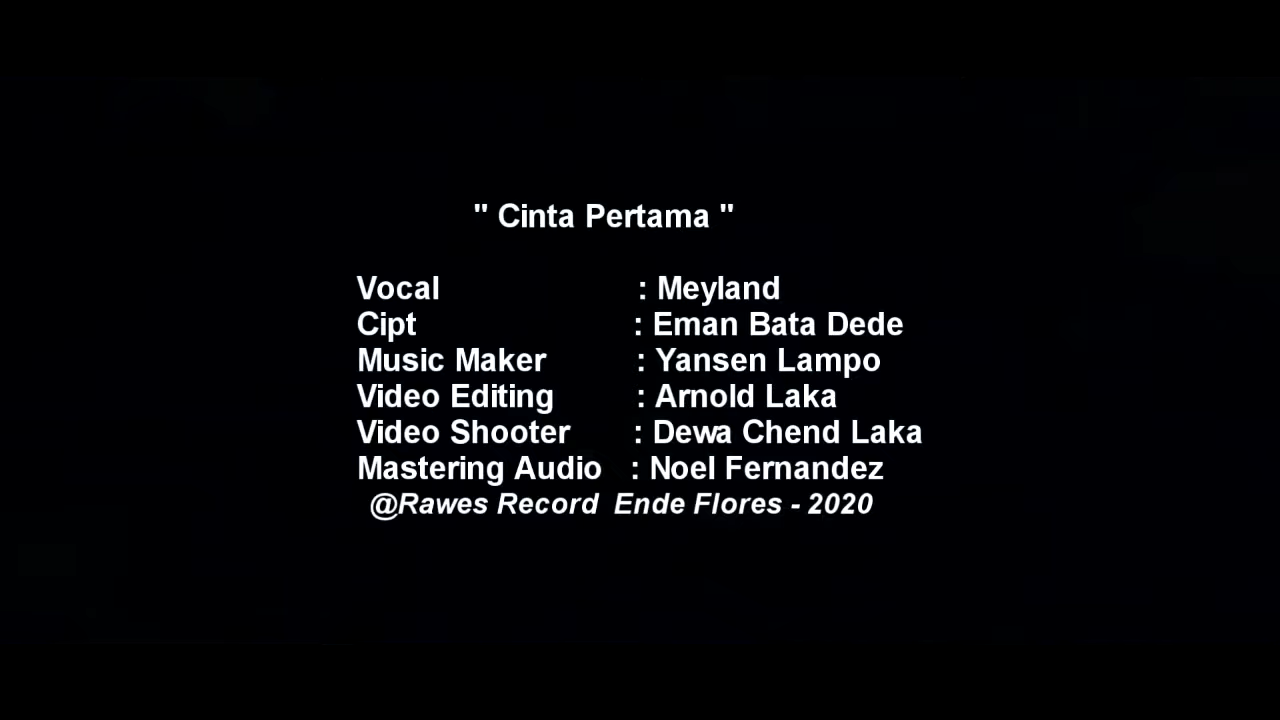 " Cinta Pertama "
Vocal : Meyland
Cipt : Eman Bata Dede
Music Maker : Yansen Lampo
Video Editing : Arnold Laka
Video Shooter : Dewa Chend Laka
Mastering Audio : Noel Fernandez
@Rawes Record Ende Flores - 2020